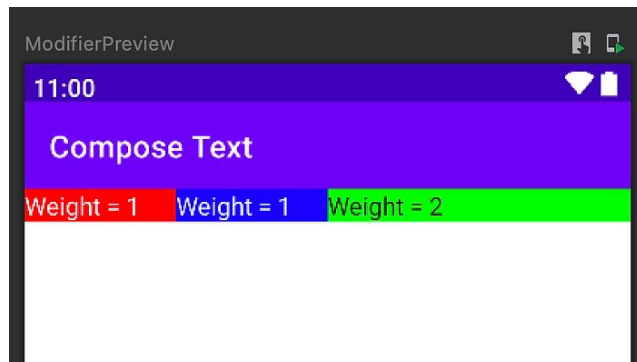 ModifierPreview
11:00
Compose Text
Weight = 1 Weight = 1 Weight = 2